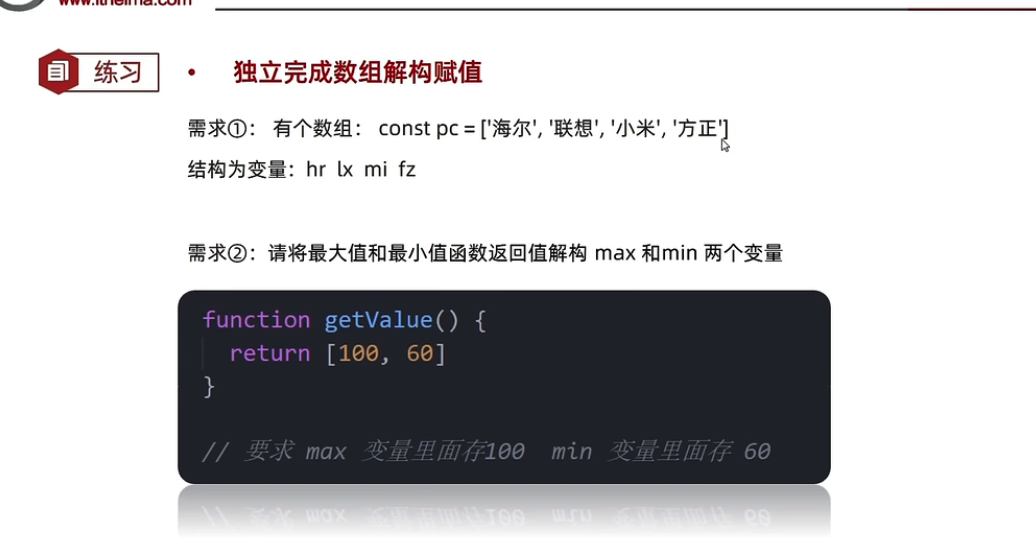 www.itheima.com
练习
• 独立完成数组解构赋值
需求①： 有个数组： const pc = ['海尔', '联想', '小米', '方正']
结构为变量：hr lx mi fz
需求②：请将最大值和最小值函数返回值解构 max 和min 两个变量
function getValue() {
return [100, 60]
}
// 要求 max 变量里面存100 min 变量里面存 60